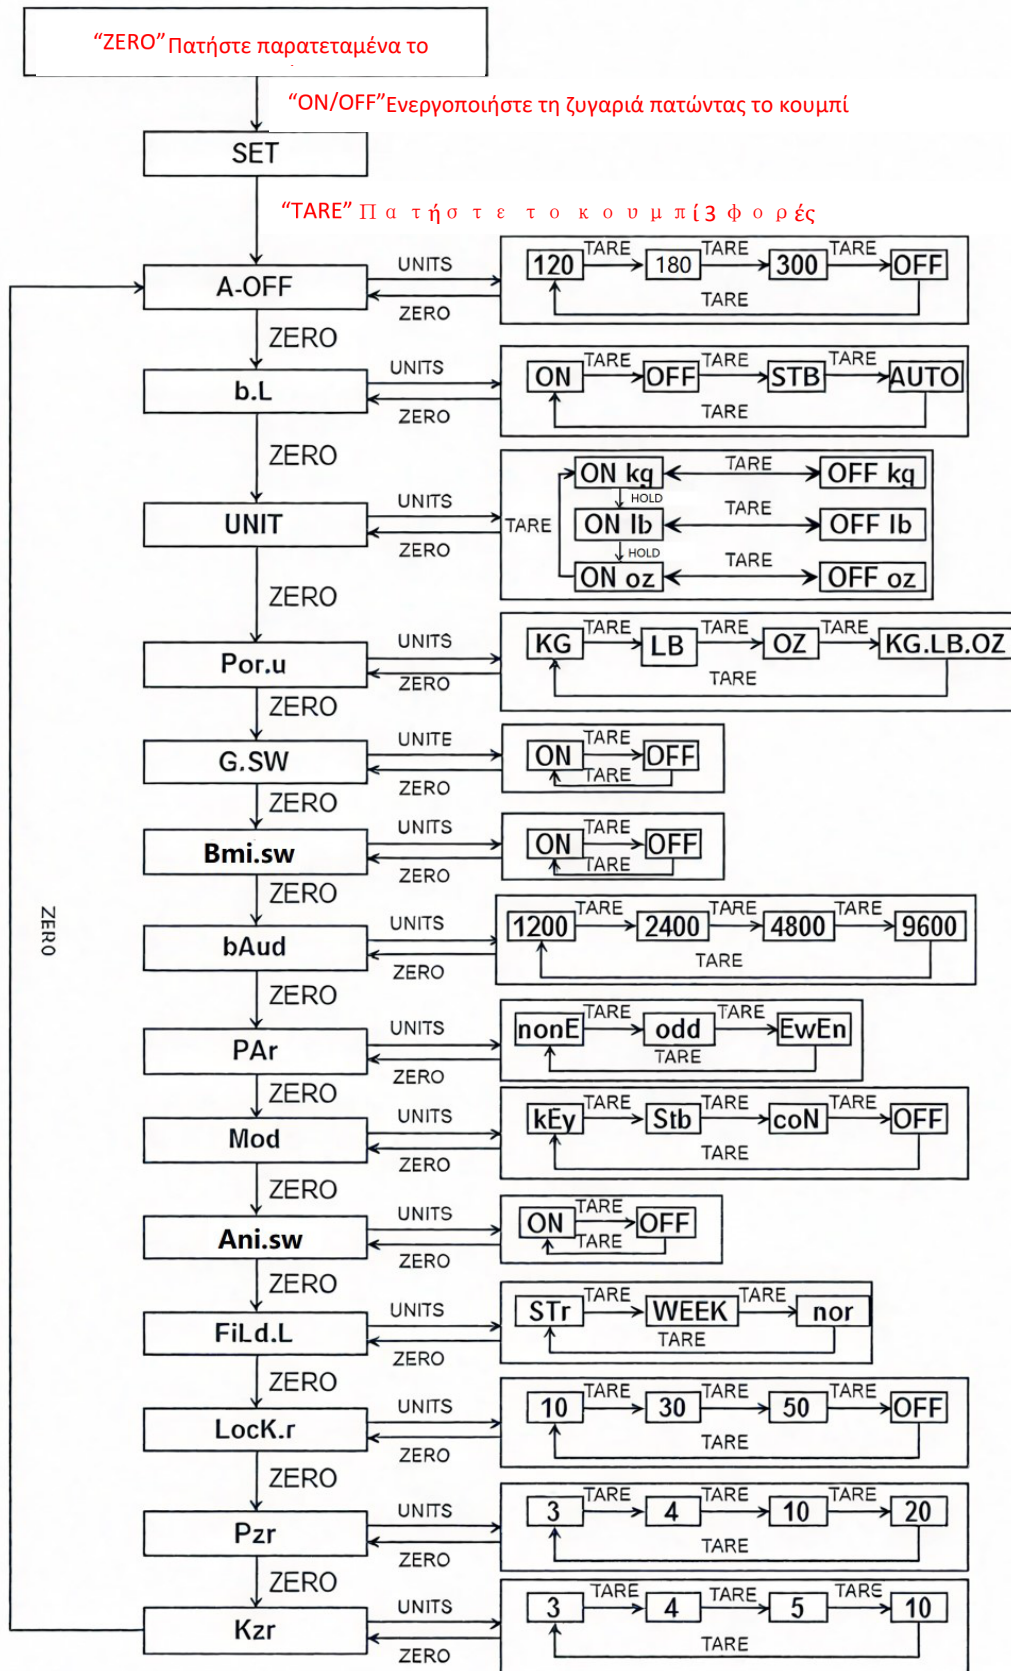 “ZERO” Πατήστε παρατεταμένα το
“ON/OFF” Ενεργοποιήστε τη ζυγαριά πατώντας το κουμπί
SET
“TARE” Πατήστε το κουμπί 3 φορές
A-OFF UNITS ZERO 120 TARE 180 TARE 300 TARE OFF
TARE
ZERO
b.L UNITS ZERO ON TARE OFF TARE STB TARE AUTO
TARE
ZERO
UNIT UNITS ZERO TARE ON kg TARE OFF kg
HOLD
ON lb TARE OFF lb
HOLD
ON oz TARE OFF oz
ZERO
Por.u UNITS ZERO KG TARE LB TARE OZ TARE KG.LB.OZ
TARE
ZERO
G.SW UNITE ZERO ON TARE OFF
TARE
ZERO
Bmi.sw UNITS ZERO ON TARE OFF
TARE
ZERO
ZERO
bAud UNITS ZERO 1200 TARE 2400 TARE 4800 TARE 9600
TARE
ZERO
PAr UNITS ZERO nonE TARE odd TARE EwEn
TARE
ZERO
Mod UNITS ZERO kEy TARE Stb TARE coN TARE OFF
TARE
ZERO
Ani.sw UNITS ZERO ON TARE OFF
TARE
ZERO
FiLd.L UNITS ZERO STr TARE WEEK TARE nor
TARE
ZERO
LocK.r UNITS ZERO 10 TARE 30 TARE 50 TARE OFF
TARE
ZERO
Pzr UNITS ZERO 3 TARE 4 TARE 10 TARE 20
TARE
ZERO
Kzr UNITS ZERO 3 TARE 4 TARE 5 TARE 10
TARE